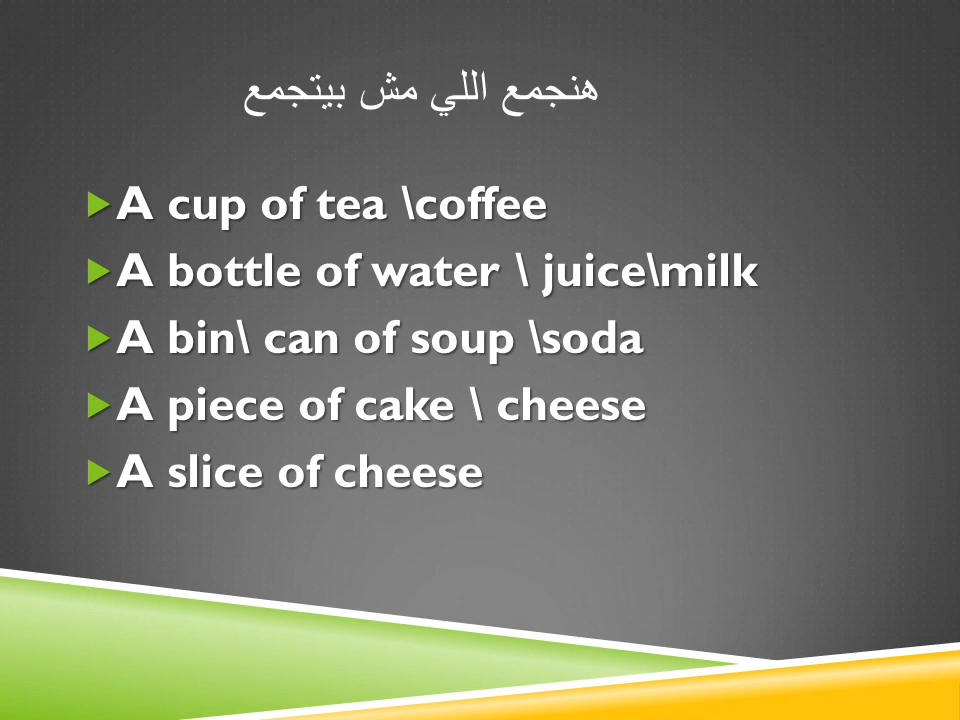 هنجمع اللي مش بيتجمع
A cup of tea \coffee
A bottle of water \ juice\milk
A bin\ can of soup \soda
A piece of cake \ cheese
A slice of cheese